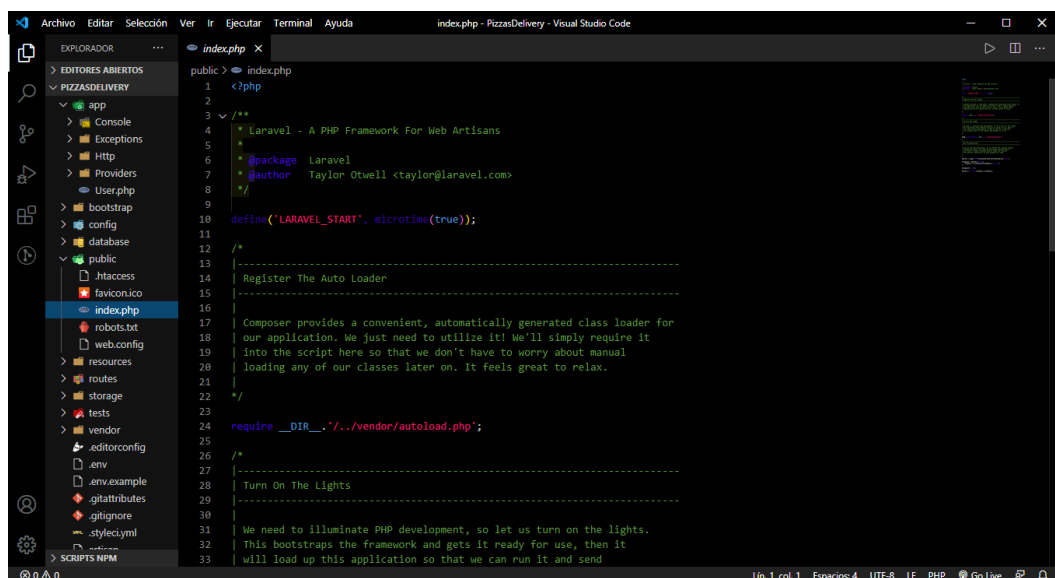 Archivo Editar Selección Ver Ir Ejecutar Terminal Ayuda index.php - PizzasDelivery - Visual Studio Code
EXPLORADOR
EDITORES ABIERTOS
PIZZASDELIVERY
app
Console
Exceptions
Http
Providers
User.php
bootstrap
config
database
public
.htaccess
favicon.ico
index.php
robots.txt
web.config
resources
routes
storage
tests
vendor
.editorconfig
.env
.env.example
.gitattributes
.gitignore
.styleci.yml
artisan
SCRIPTS NPM
index.php
public > index.php
1 <?php
2
3 /**
4 * Laravel - A PHP Framework For Web Artisans
5 *
6 * @package Laravel
7 * @author Taylor Otwell <taylor@laravel.com>
8 */
9
10 define('LARAVEL_START', microtime(true));
11
12 /*
13 |--------------------------------------------------------------------------
14 | Register The Auto Loader
15 |--------------------------------------------------------------------------
16 |
17 | Composer provides a convenient, automatically generated class loader for
18 | our application. We just need to utilize it! We'll simply require it
19 | into the script here so that we don't have to worry about manual
20 | loading any of our classes later on. It feels great to relax.
21 |
22 */
23
24 require __DIR__.'/../vendor/autoload.php';
25
26 /*
27 |--------------------------------------------------------------------------
28 | Turn On The Lights
29 |--------------------------------------------------------------------------
30 |
31 | We need to illuminate PHP development, so let us turn on the lights.
32 | This bootstraps the framework and gets it ready for use, then it
33 | will load up this application so that we can run it and send
0 0 Lín. 1, col. 1 Espacios: 4 UTF-8 LF PHP Go Live